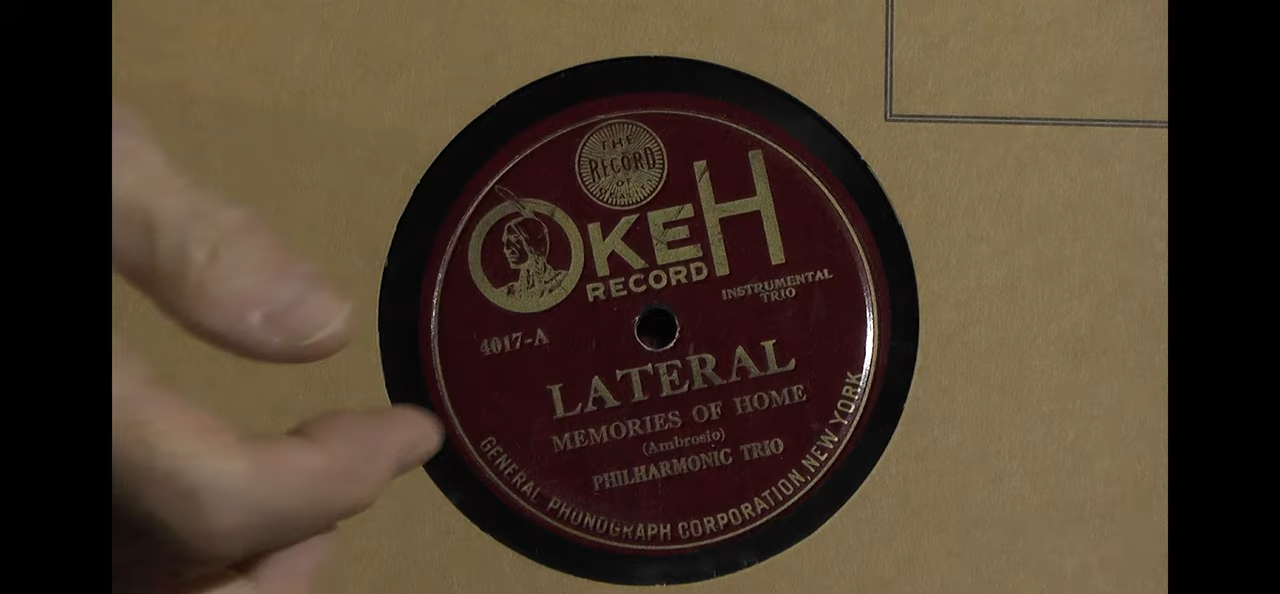 THE
RECORD
OF
OKEH
RECORD
INSTRUMENTAL
TRIO
4017-A
LATERAL
MEMORIES OF HOME
(Ambrosio)
PHILHARMONIC TRIO
GENERAL PHONOGRAPH CORPORATION, NEW YORK